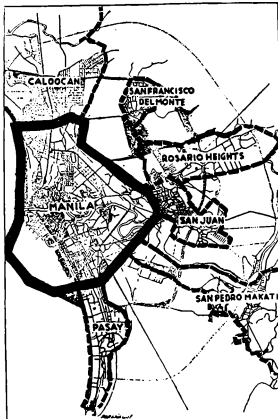 CALOOCAN
SAN FRANCISCO
DEL MONTE
ROSARIO HEIGHTS
MANILA
SAN JUAN
SAN PEDRO MAKATI
PASAY